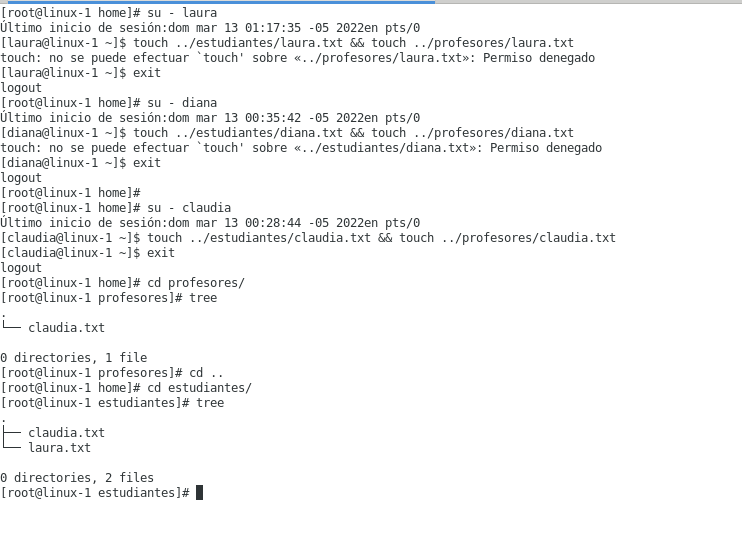 [root@linux-1 home]# su - laura
Último inicio de sesión:dom mar 13 01:17:35 -05 2022en pts/0
[laura@linux-1 ~]$ touch ../estudiantes/laura.txt && touch ../profesores/laura.txt
touch: no se puede efectuar `touch' sobre «../profesores/laura.txt»: Permiso denegado
[laura@linux-1 ~]$ exit
logout
[root@linux-1 home]# su - diana
Último inicio de sesión:dom mar 13 00:35:42 -05 2022en pts/0
[diana@linux-1 ~]$ touch ../estudiantes/diana.txt && touch ../profesores/diana.txt
touch: no se puede efectuar `touch' sobre «../estudiantes/diana.txt»: Permiso denegado
[diana@linux-1 ~]$ exit
logout
[root@linux-1 home]#
[root@linux-1 home]# su - claudia
Último inicio de sesión:dom mar 13 00:28:44 -05 2022en pts/0
[claudia@linux-1 ~]$ touch ../estudiantes/claudia.txt && touch ../profesores/claudia.txt
[claudia@linux-1 ~]$ exit
logout
[root@linux-1 home]# cd profesores/
[root@linux-1 profesores]# tree
.
└── claudia.txt

0 directories, 1 file
[root@linux-1 profesores]# cd ..
[root@linux-1 home]# cd estudiantes/
[root@linux-1 estudiantes]# tree
.
├── claudia.txt
└── laura.txt

0 directories, 2 files
[root@linux-1 estudiantes]#